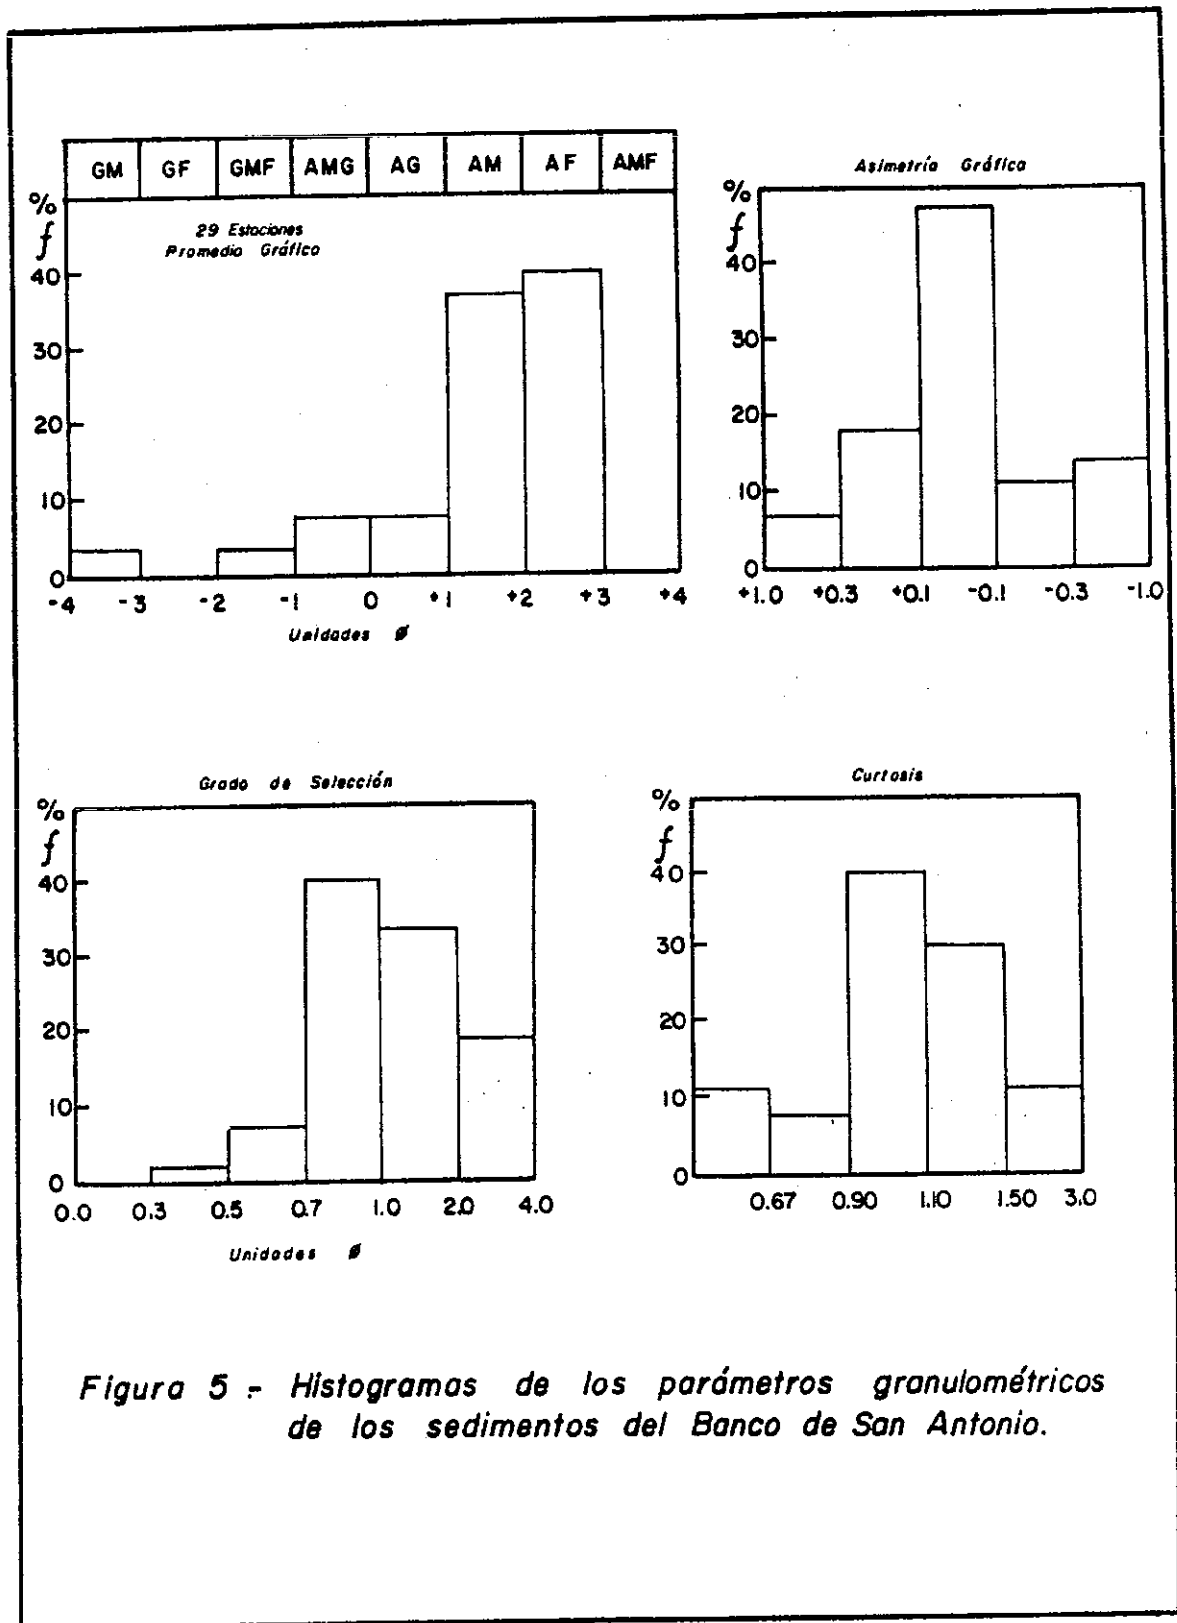 GM GF GMF AMG AG AM AF AMF
% f
29 Estaciones
Promedio Gráfico
40
30
20
10
0
-4 -3 -2 -1 0 +1 +2 +3 +4
Unidades ø
Asimetría Gráfica
% f
40
30
20
10
0
+1.0 +0.3 +0.1 -0.1 -0.3 -1.0
Grado de Selección
% f
40
30
20
10
0
0.0 0.3 0.5 0.7 1.0 2.0 4.0
Unidades ø
Curtosis
% f
40
30
20
10
0
0.67 0.90 1.10 1.50 3.0
Figura 5.- Histogramas de los parámetros granulométricos
de los sedimentos del Banco de San Antonio.